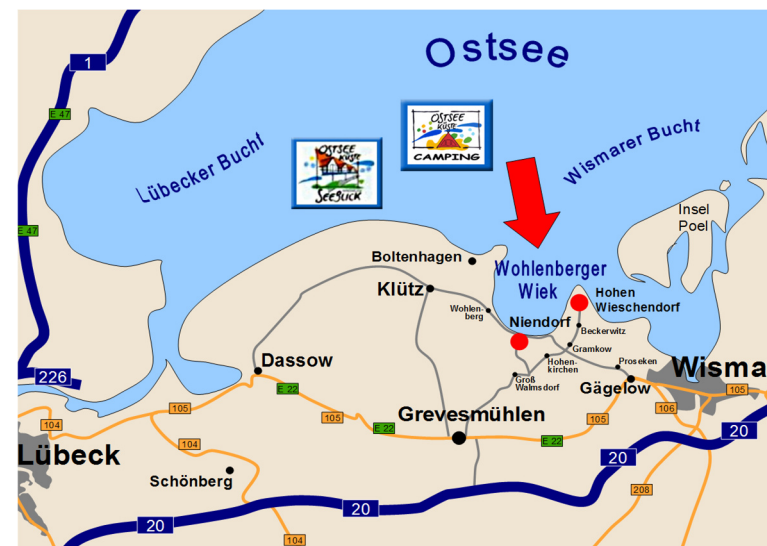 Ostsee
1
E 47
OSTSEE
KÜSTE
CAMPING
Lübecker Bucht
OSTSEE
KÜSTE
SEEBLICK
Wismarer Bucht
E 47
Insel
Poel
Boltenhagen
Wohlenberger
Wiek
Klütz
Hohen
Wieschendorf
Wohlen-
berg
Niendorf
Beckerwitz
Gramkow
Dassow
Hohen-
kirchen
Proseken
Wisma
226
Groß
Walmsdorf
Gägelow
E 22
105
105
104
105
Grevesmühlen
105
106
104
E 22
E 22
20
Lübeck
20
Schönberg
116
208
20
20
104